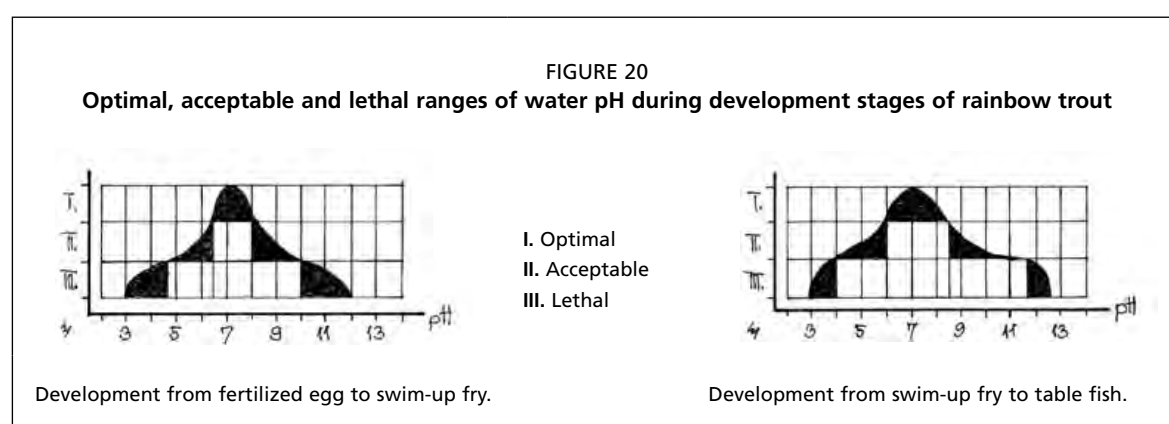 FIGURE 20
Optimal, acceptable and lethal ranges of water pH during development stages of rainbow trout
I.
II.
III.
3 5 7 9 11 13
pH
I. Optimal
II. Acceptable
III. Lethal
I.
II.
III.
3 5 7 9 11 13
pH
Development from fertilized egg to swim-up fry.
Development from swim-up fry to table fish.